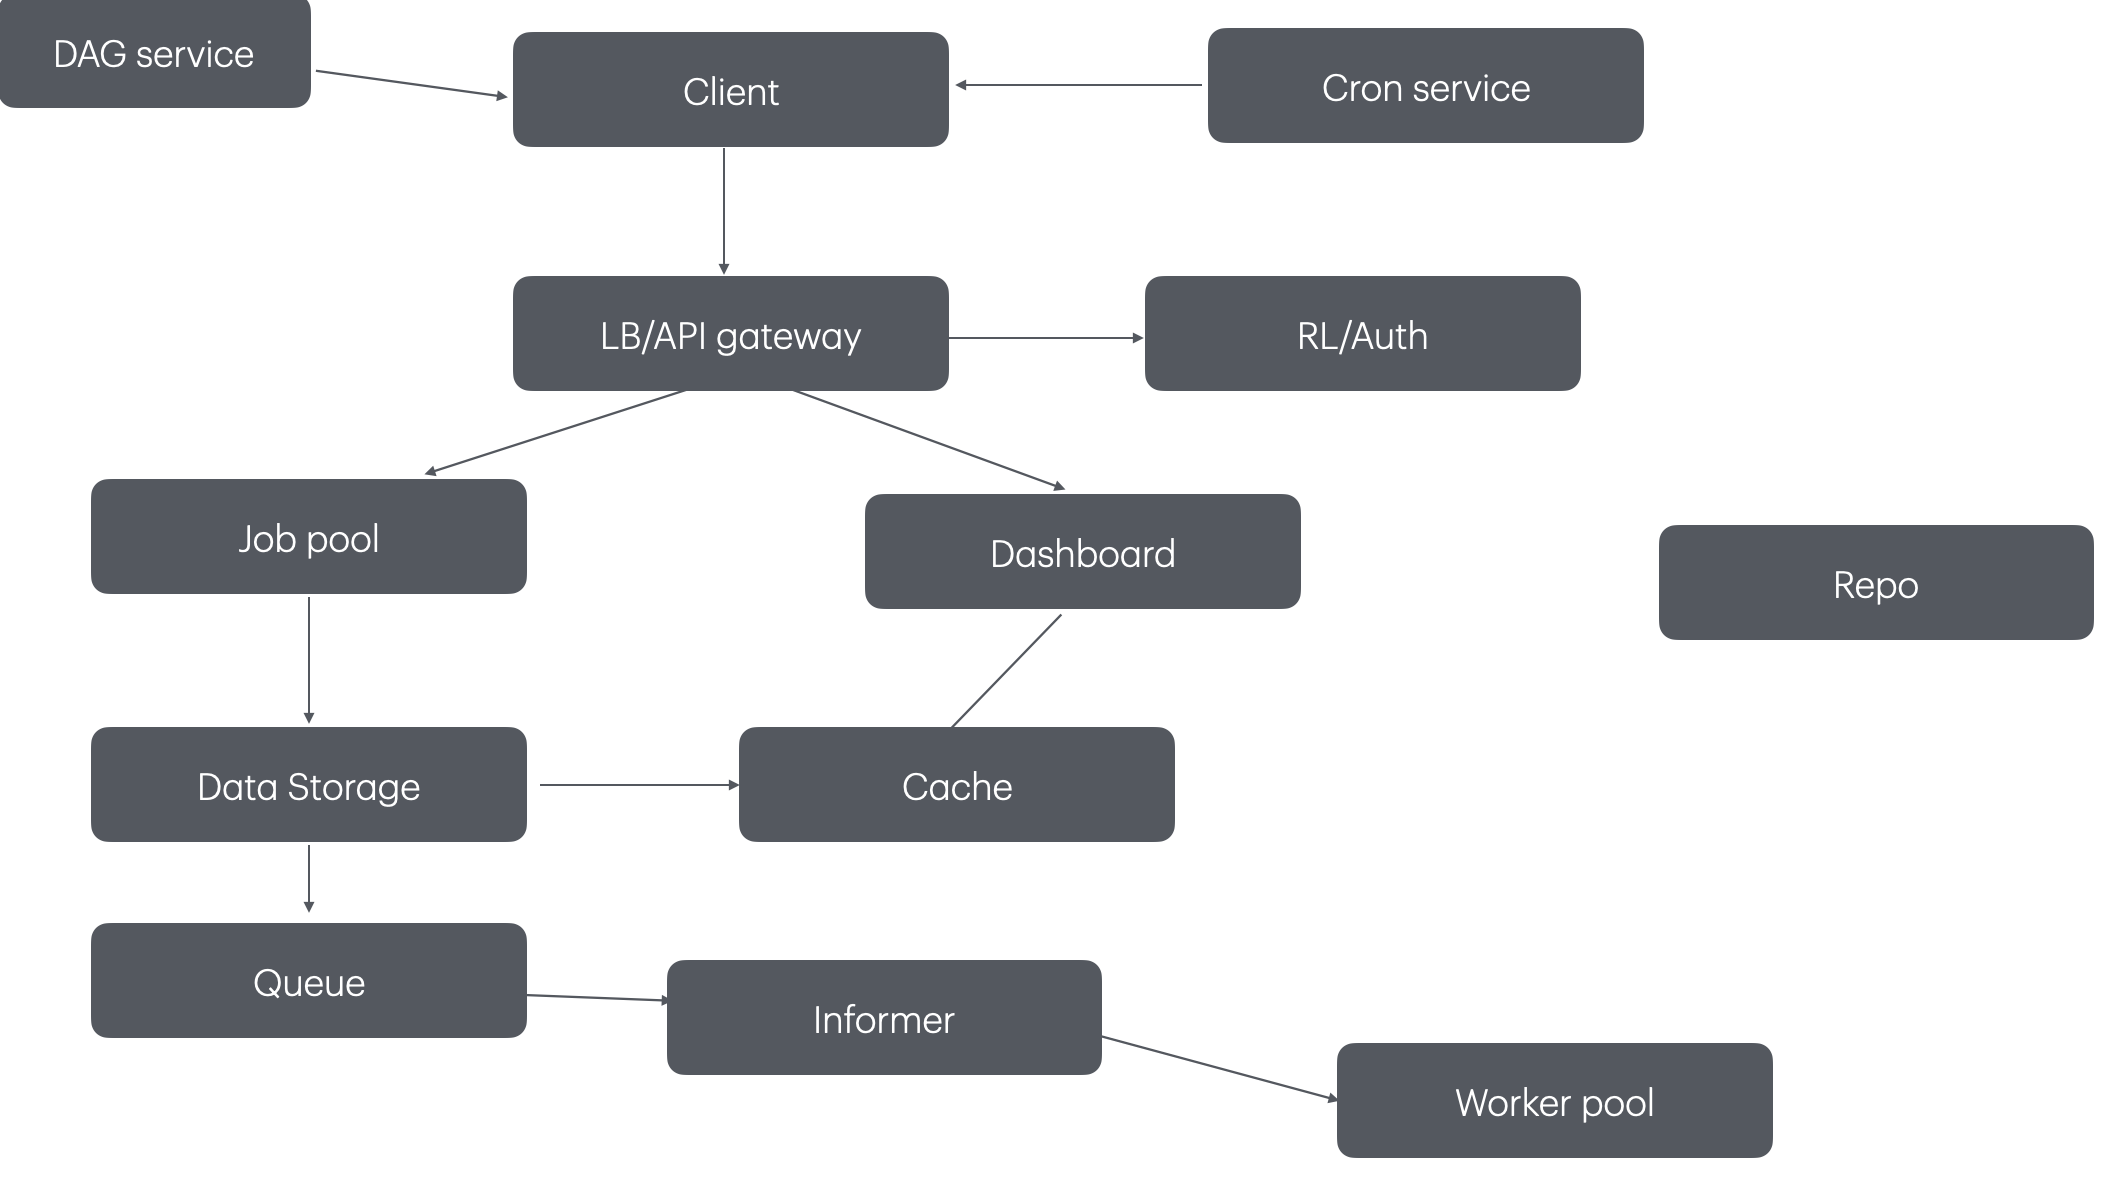 DAG service
Client
Cron service
LB/API gateway
RL/Auth
Job pool
Dashboard
Repo
Data Storage
Cache
Queue
Informer
Worker pool